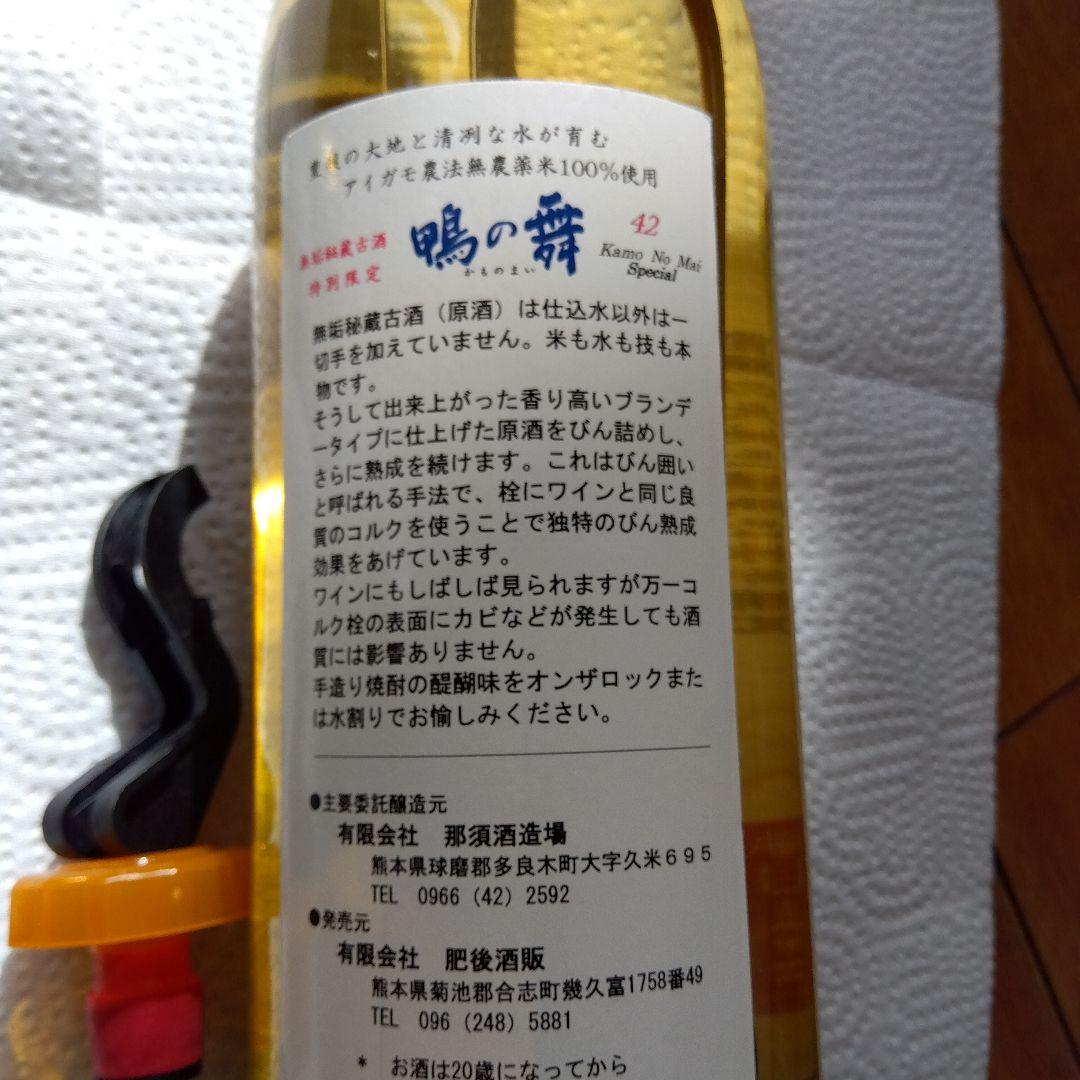 の大地と清冽な水が育む
アイガモ農法無農薬米100%使用
無垢秘蔵古酒
特別限定
鴨の舞
かものまい
42
Kamo No Mai
Special
無垢秘蔵古酒（原酒）は仕込水以外は一
切手を加えていません。米も水も技も本
物です。
そうして出来上がった香り高いブランデ
ータイプに仕上げた原酒をびん詰めし、
さらに熟成を続けます。これはびん囲い
と呼ばれる手法で、栓にワインと同じ良
質のコルクを使うことで独特のびん熟成
効果をあげています。
ワインにもしばしば見られますが万一コ
ルク栓の表面にカビなどが発生しても酒
質には影響ありません。
手造り焼酎の醍醐味をオンザロックまた
は水割りでお愉しみください。
●主要委託醸造元
有限会社　那須酒造場
熊本県球磨郡多良木町大字久米６９５
TEL　0966（42）2592
●発売元
有限会社　肥後酒販
熊本県菊池郡合志町幾久富1758番49
TEL　096（248）5881
*　お酒は20歳になってから